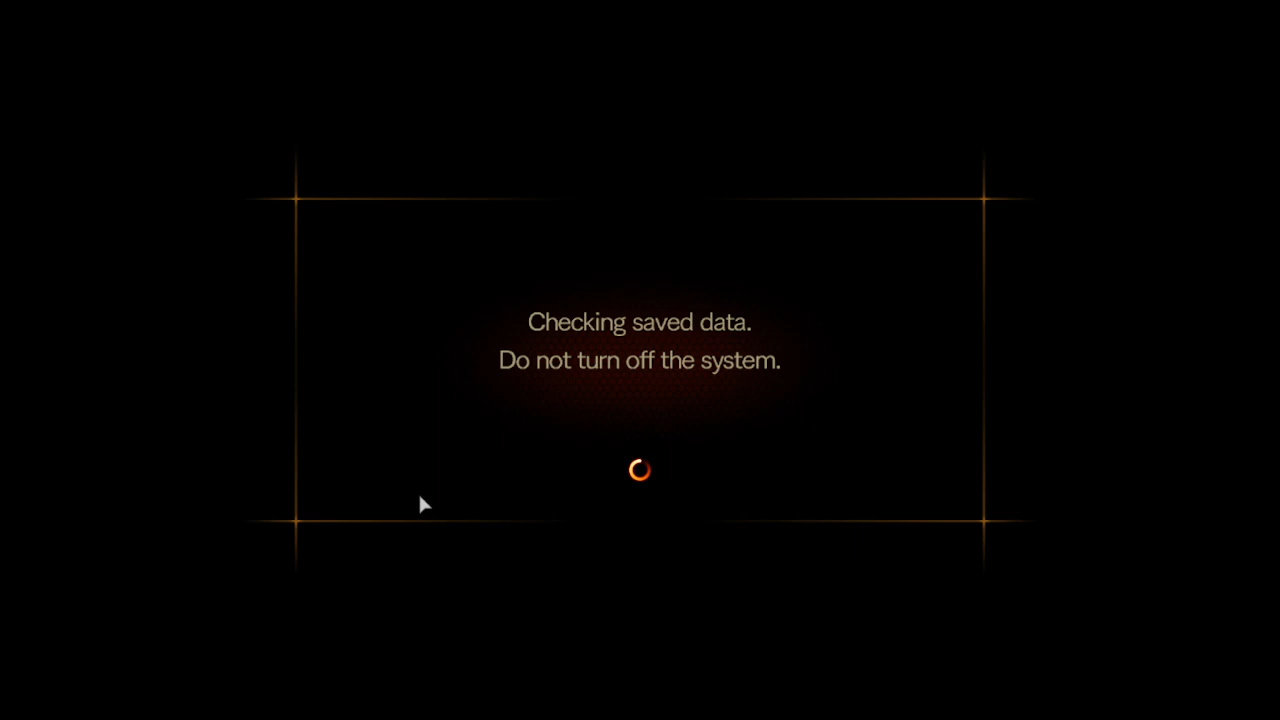 Checking saved data.
Do not turn off the system.